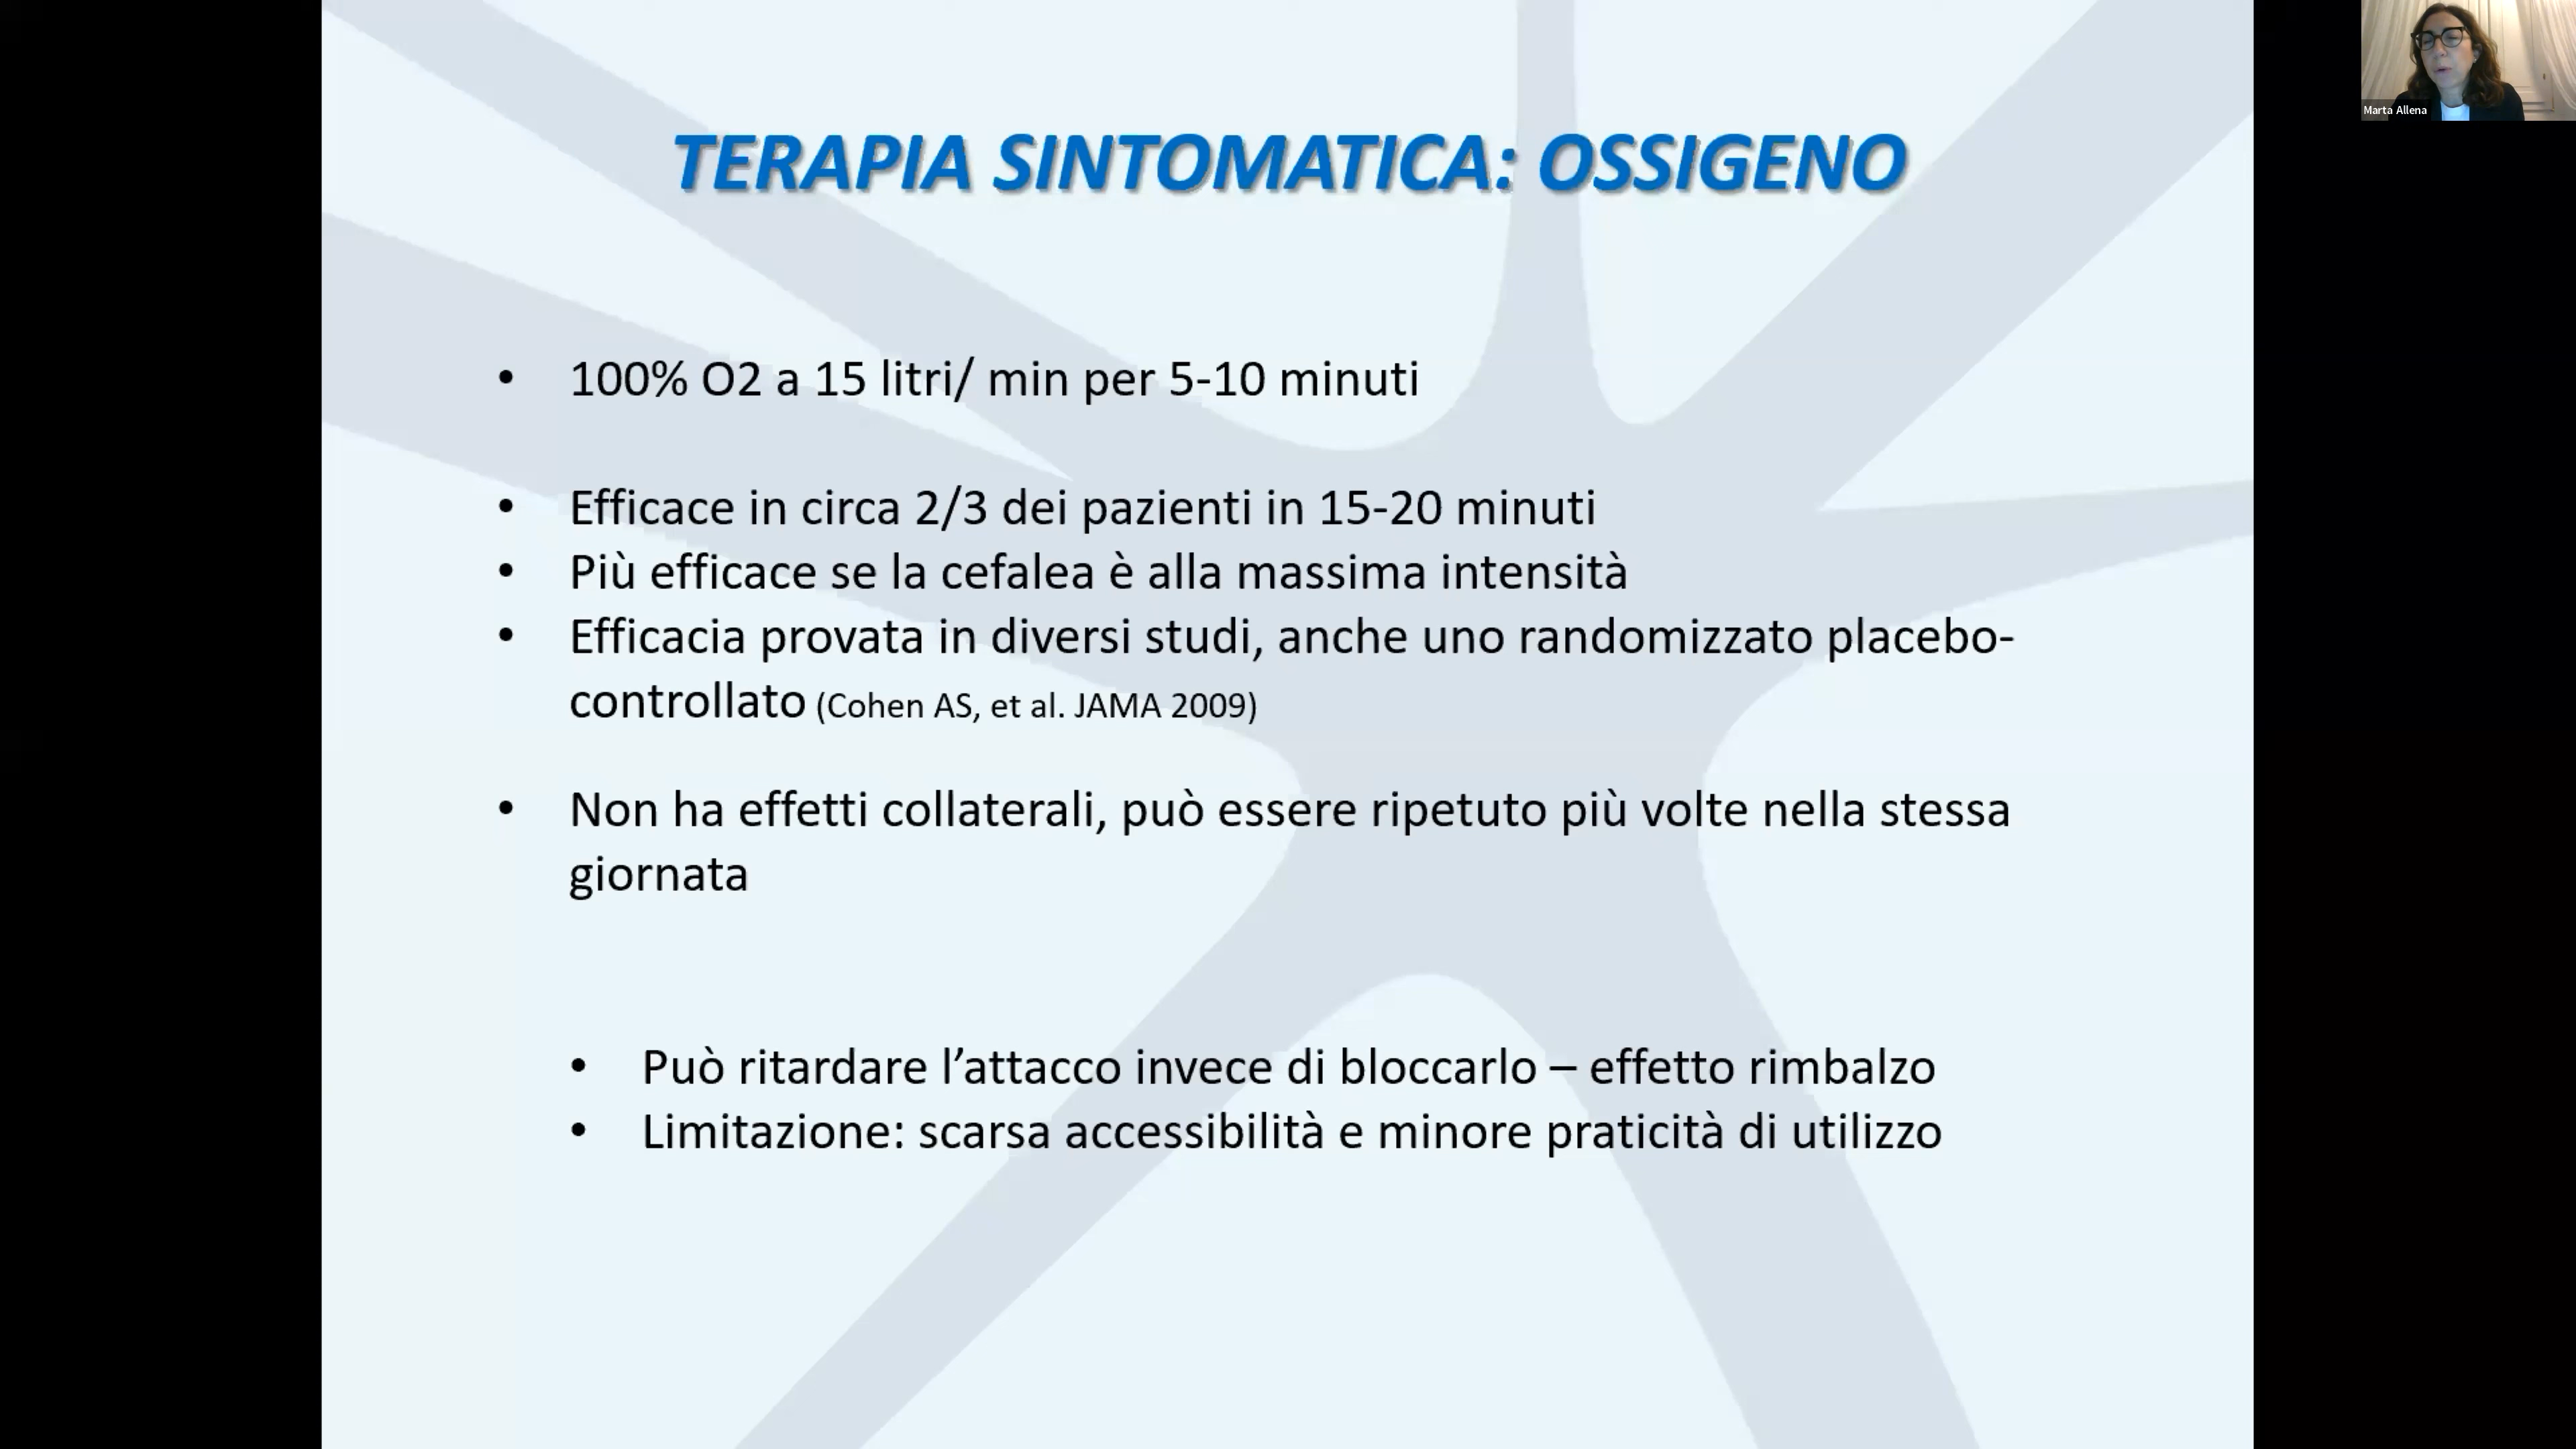 Marta Allena
TERAPIA SINTOMATICA: OSSIGENO
• 100% O2 a 15 litri/ min per 5-10 minuti
• Efficace in circa 2/3 dei pazienti in 15-20 minuti
• Più efficace se la cefalea è alla massima intensità
• Efficacia provata in diversi studi, anche uno randomizzato placebo-
controllato (Cohen AS, et al. JAMA 2009)
• Non ha effetti collaterali, può essere ripetuto più volte nella stessa
giornata
• Può ritardare l’attacco invece di bloccarlo – effetto rimbalzo
• Limitazione: scarsa accessibilità e minore praticità di utilizzo